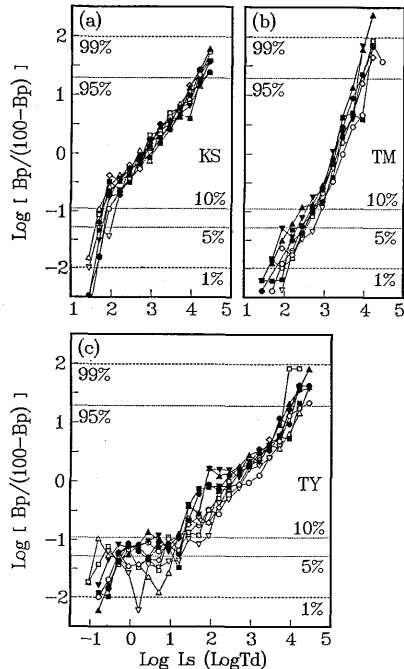 (a)
99%
95%
KS
10%
5%
1%
(b)
99%
95%
TM
10%
5%
1%
Log [ Bp/(100-Bp) ]
2
1
0
-1
-2
1 2 3 4 5
1 2 3 4 5
(c)
99%
95%
TY
10%
5%
1%
Log [ Bp/(100-Bp) ]
2
1
0
-1
-2
-1 0 1 2 3 4 5
Log Is (LogTd)